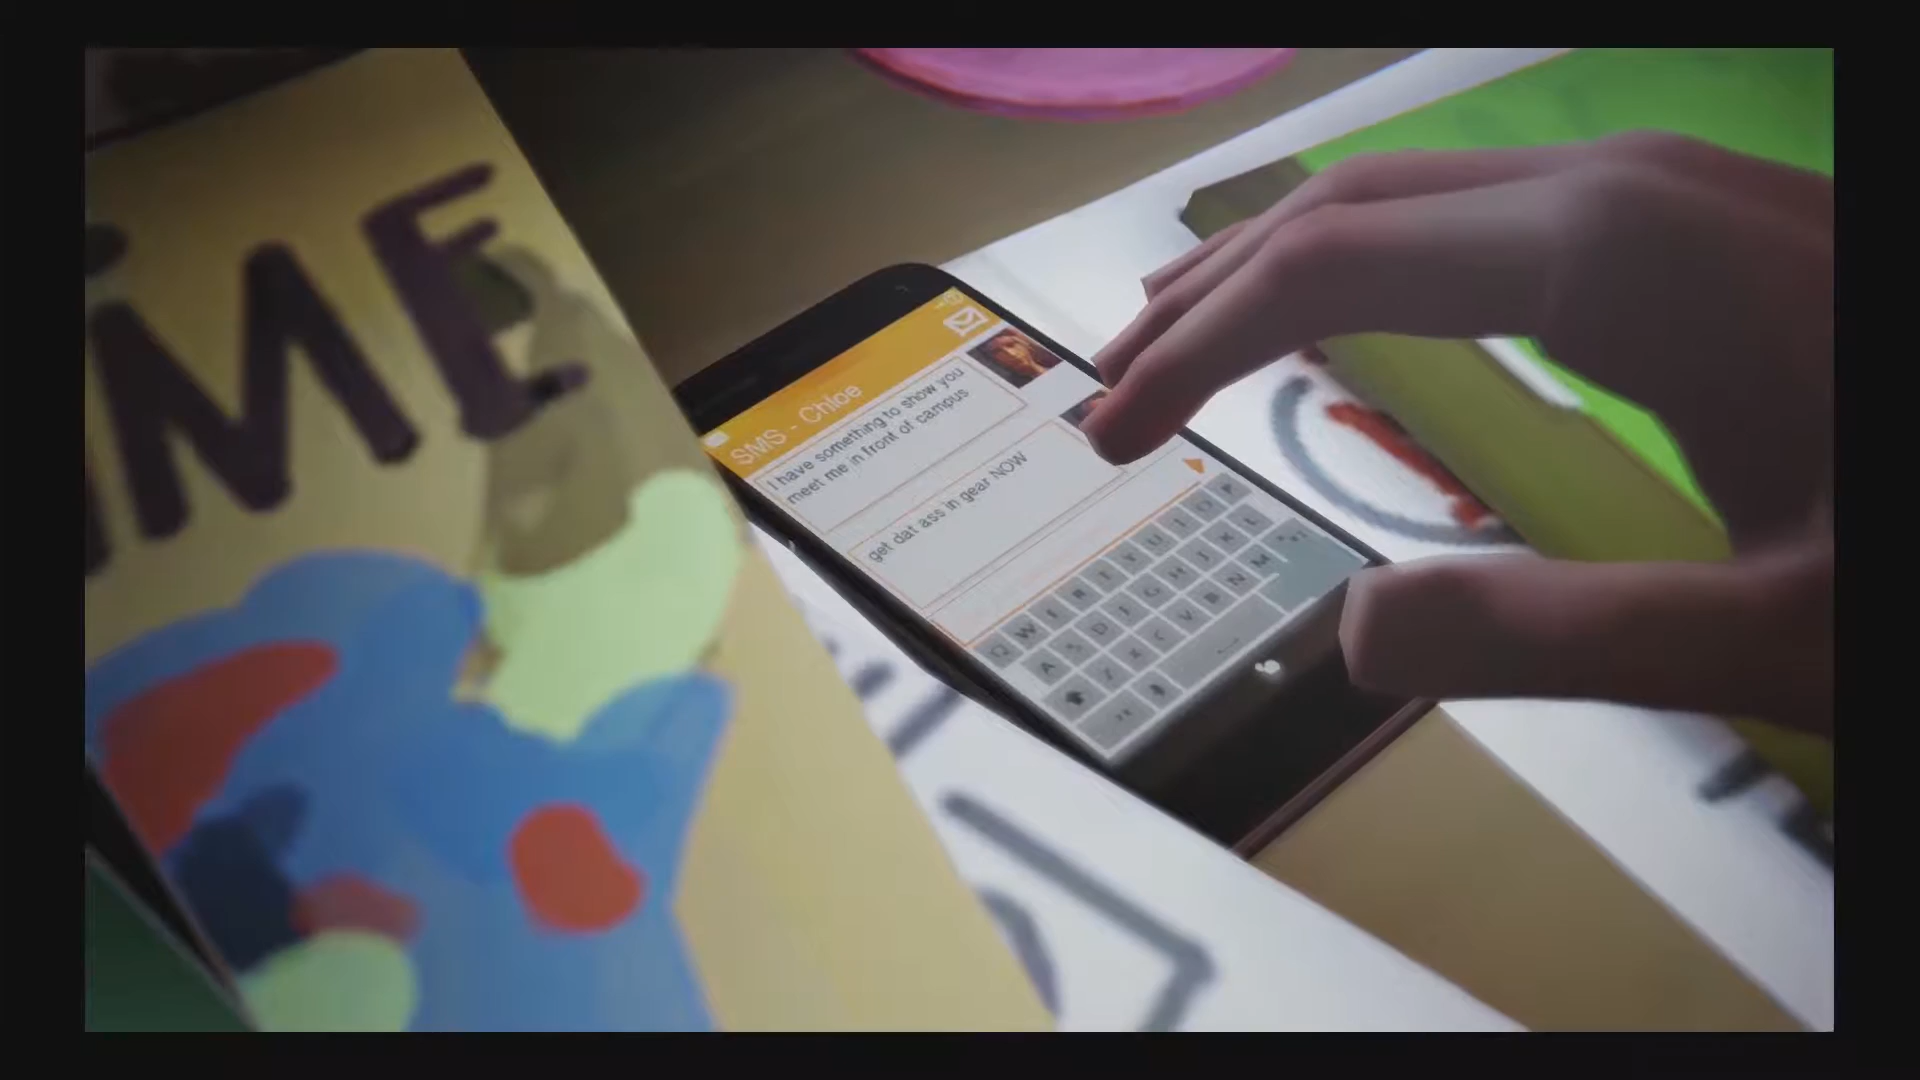 IME
SMS - Chloe
I have something to show you
meet me in front of campus
get dat ass in gear NOW
Q W E R T Y U I O P
A S D J G H J K L
Z X C V B N M